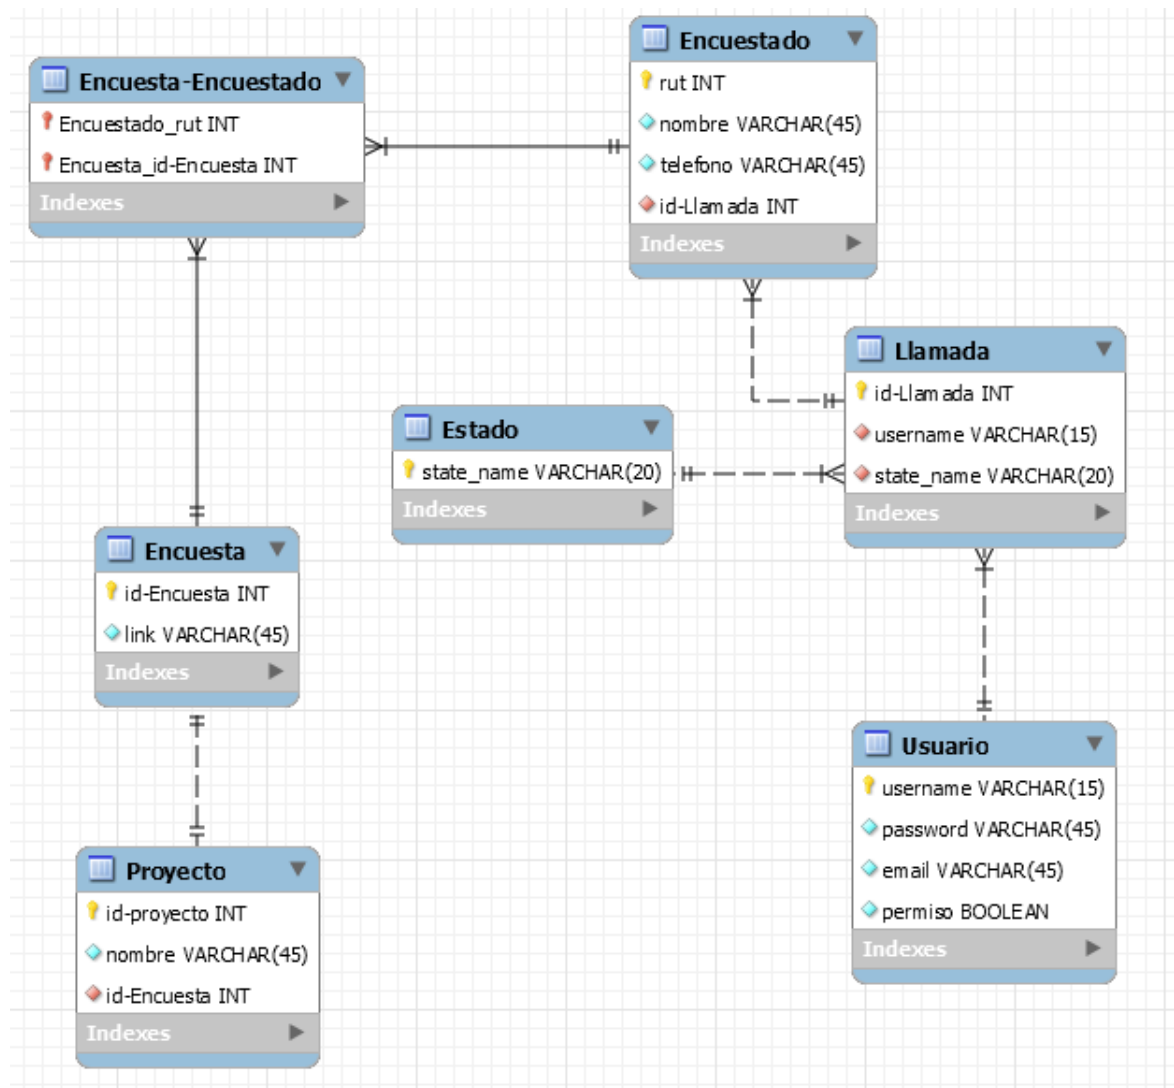 Encuesta-Encuestado
Encuestado_rut INT
Encuesta_id-Encuesta INT
Indexes
Encuestado
rut INT
nombre VARCHAR(45)
telefono VARCHAR(45)
id-Llamada INT
Indexes
Llamada
id-Llamada INT
username VARCHAR(15)
state_name VARCHAR(20)
Indexes
Estado
state_name VARCHAR(20)
Indexes
Encuesta
id-Encuesta INT
link VARCHAR(45)
Indexes
Usuario
username VARCHAR(15)
password VARCHAR(45)
email VARCHAR(45)
permiso BOOLEAN
Indexes
Proyecto
id-proyecto INT
nombre VARCHAR(45)
id-Encuesta INT
Indexes